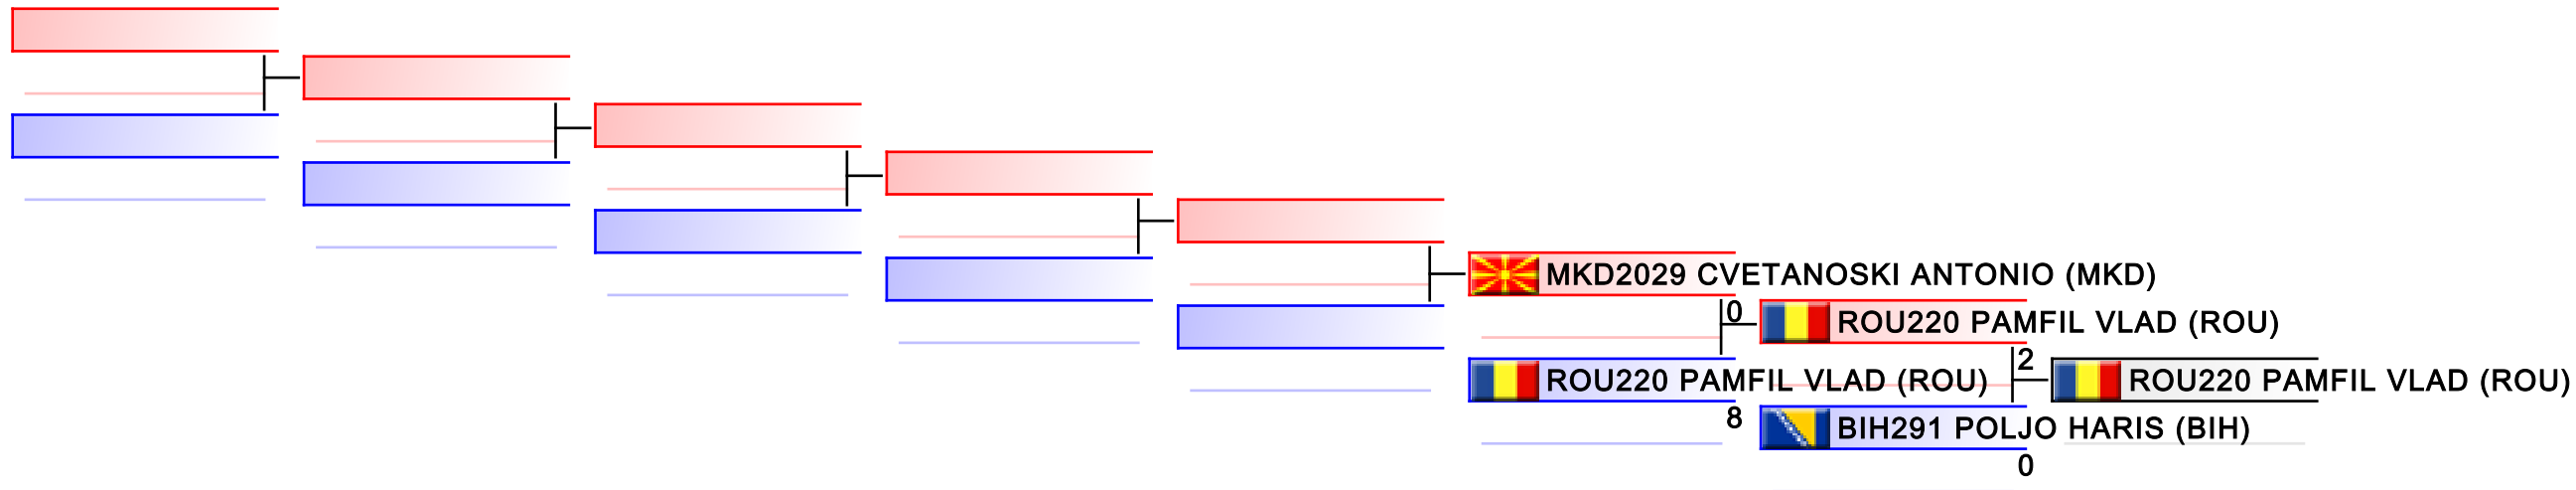 MKD2029 CVETANOSKI ANTONIO (MKD)
0
ROU220 PAMFIL VLAD (ROU)
2
ROU220 PAMFIL VLAD (ROU)
ROU220 PAMFIL VLAD (ROU)
8
BIH291 POLJO HARIS (BIH)
0